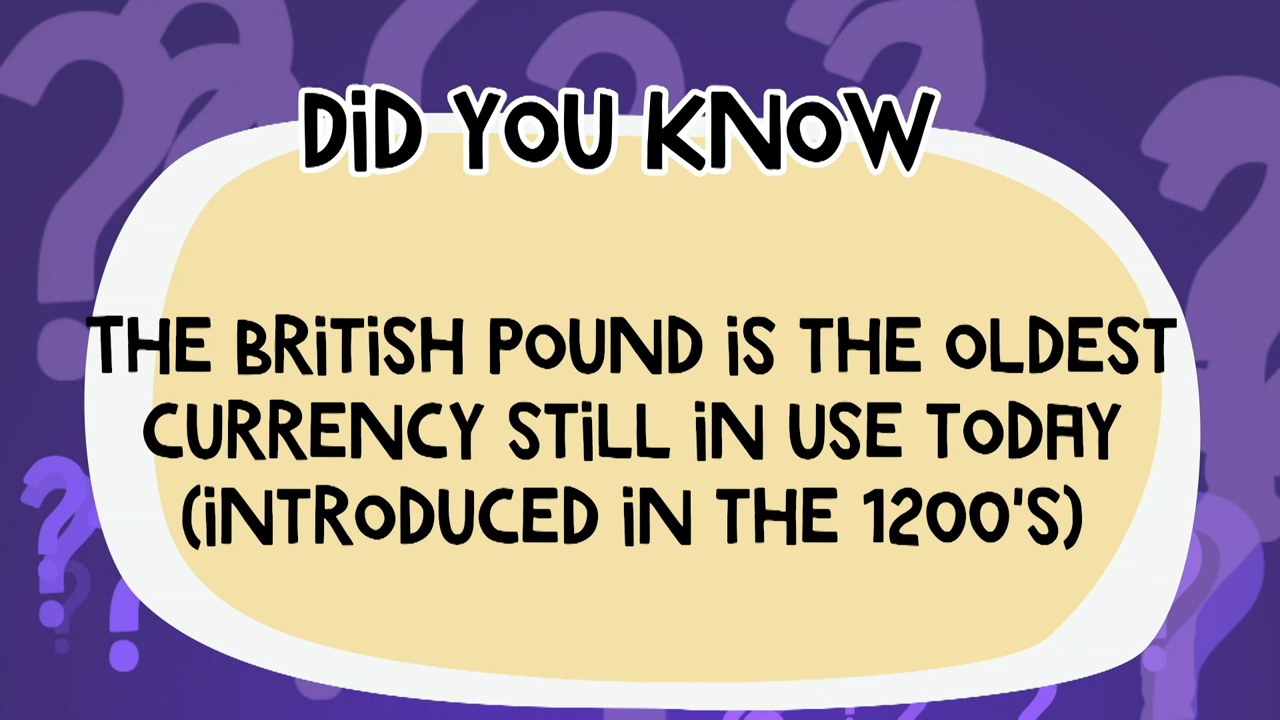 DiD YOU KNOW
THE BRiTiSH POUND iS THE OLDEST
CURRENCY STiLL iN USE TODAY
(iNTRODUCED iN THE 1200'S)